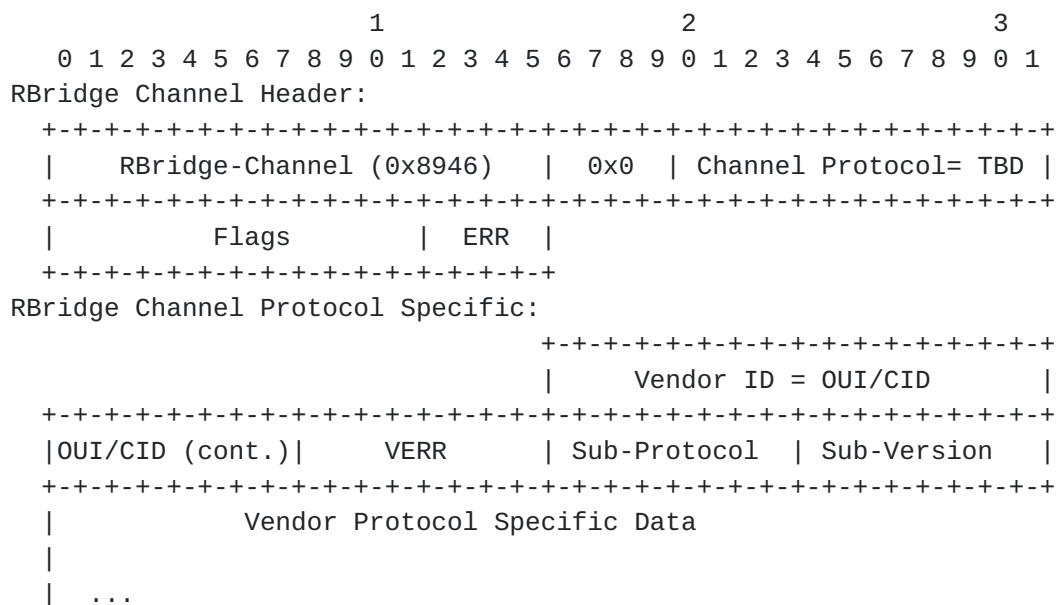 1                   2                   3
   0 1 2 3 4 5 6 7 8 9 0 1 2 3 4 5 6 7 8 9 0 1 2 3 4 5 6 7 8 9 0 1
RBridge Channel Header:
  +-+-+-+-+-+-+-+-+-+-+-+-+-+-+-+-+-+-+-+-+-+-+-+-+-+-+-+-+-+-+-+-+
  |    RBridge-Channel (0x8946)   |  0x0  | Channel Protocol= TBD |
  +-+-+-+-+-+-+-+-+-+-+-+-+-+-+-+-+-+-+-+-+-+-+-+-+-+-+-+-+-+-+-+-+
  |          Flags        |  ERR  |
  +-+-+-+-+-+-+-+-+-+-+-+-+-+-+-+-+
RBridge Channel Protocol Specific:
                                  +-+-+-+-+-+-+-+-+-+-+-+-+-+-+-+-+
                                  |     Vendor ID = OUI/CID       |
  +-+-+-+-+-+-+-+-+-+-+-+-+-+-+-+-+-+-+-+-+-+-+-+-+-+-+-+-+-+-+-+-+
  |OUI/CID (cont.)|     VERR      | Sub-Protocol  | Sub-Version   |
  +-+-+-+-+-+-+-+-+-+-+-+-+-+-+-+-+-+-+-+-+-+-+-+-+-+-+-+-+-+-+-+-+
  |            Vendor Protocol Specific Data
  |
  |  ...